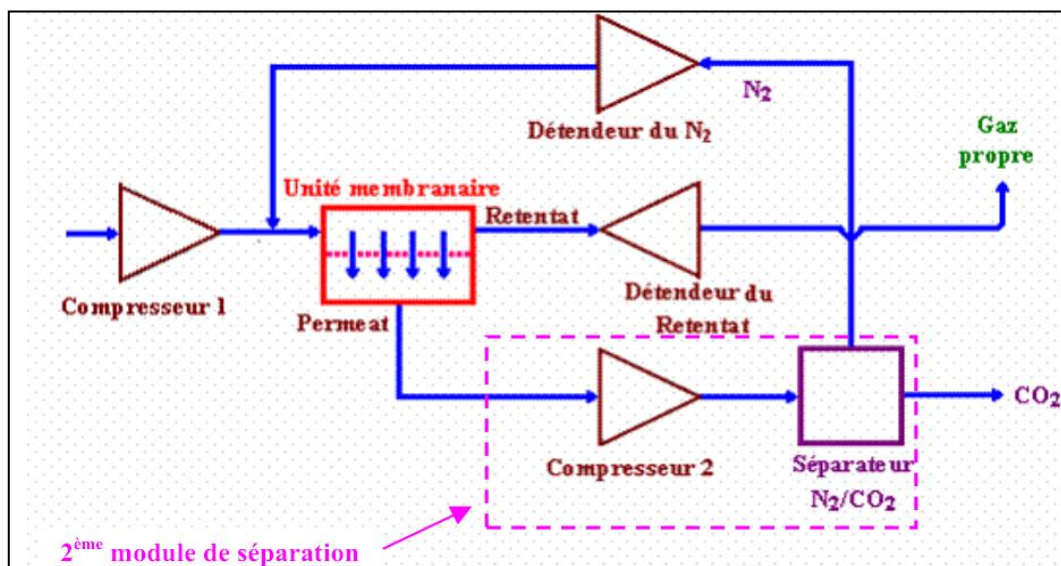 N₂
Détendeur du N₂
Gaz
propre
Unité membranaire
Retentat
Compresseur 1
Détendeur du
Retentat
Permeat
CO₂
Compresseur 2
Séparateur
N₂/CO₂
2ème module de séparation